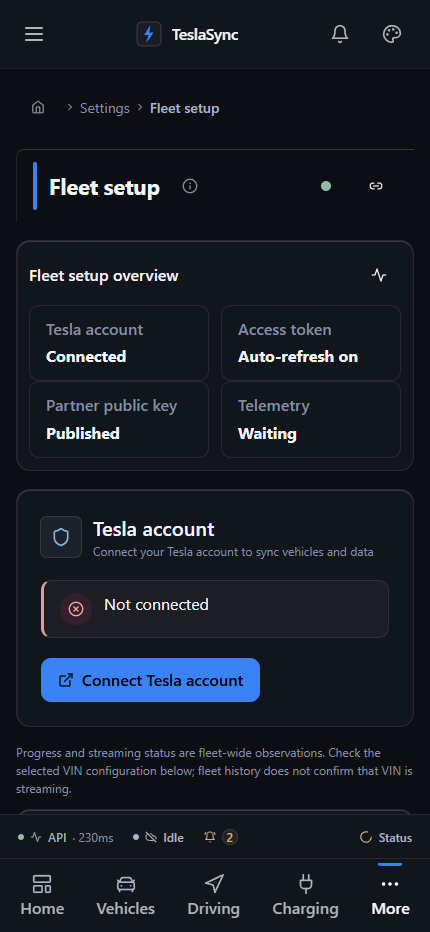 TeslaSync
Settings
Fleet setup
Fleet setup
Fleet setup overview
Tesla account
Connected
Access token
Auto-refresh on
Partner public key
Published
Telemetry
Waiting
Tesla account
Connect your Tesla account to sync vehicles and data
Not connected
Connect Tesla account
Progress and streaming status are fleet-wide observations. Check the
selected VIN configuration below; fleet history does not confirm that VIN is
streaming.
API · 230ms
Idle
2
Status
Home
Vehicles
Driving
Charging
More